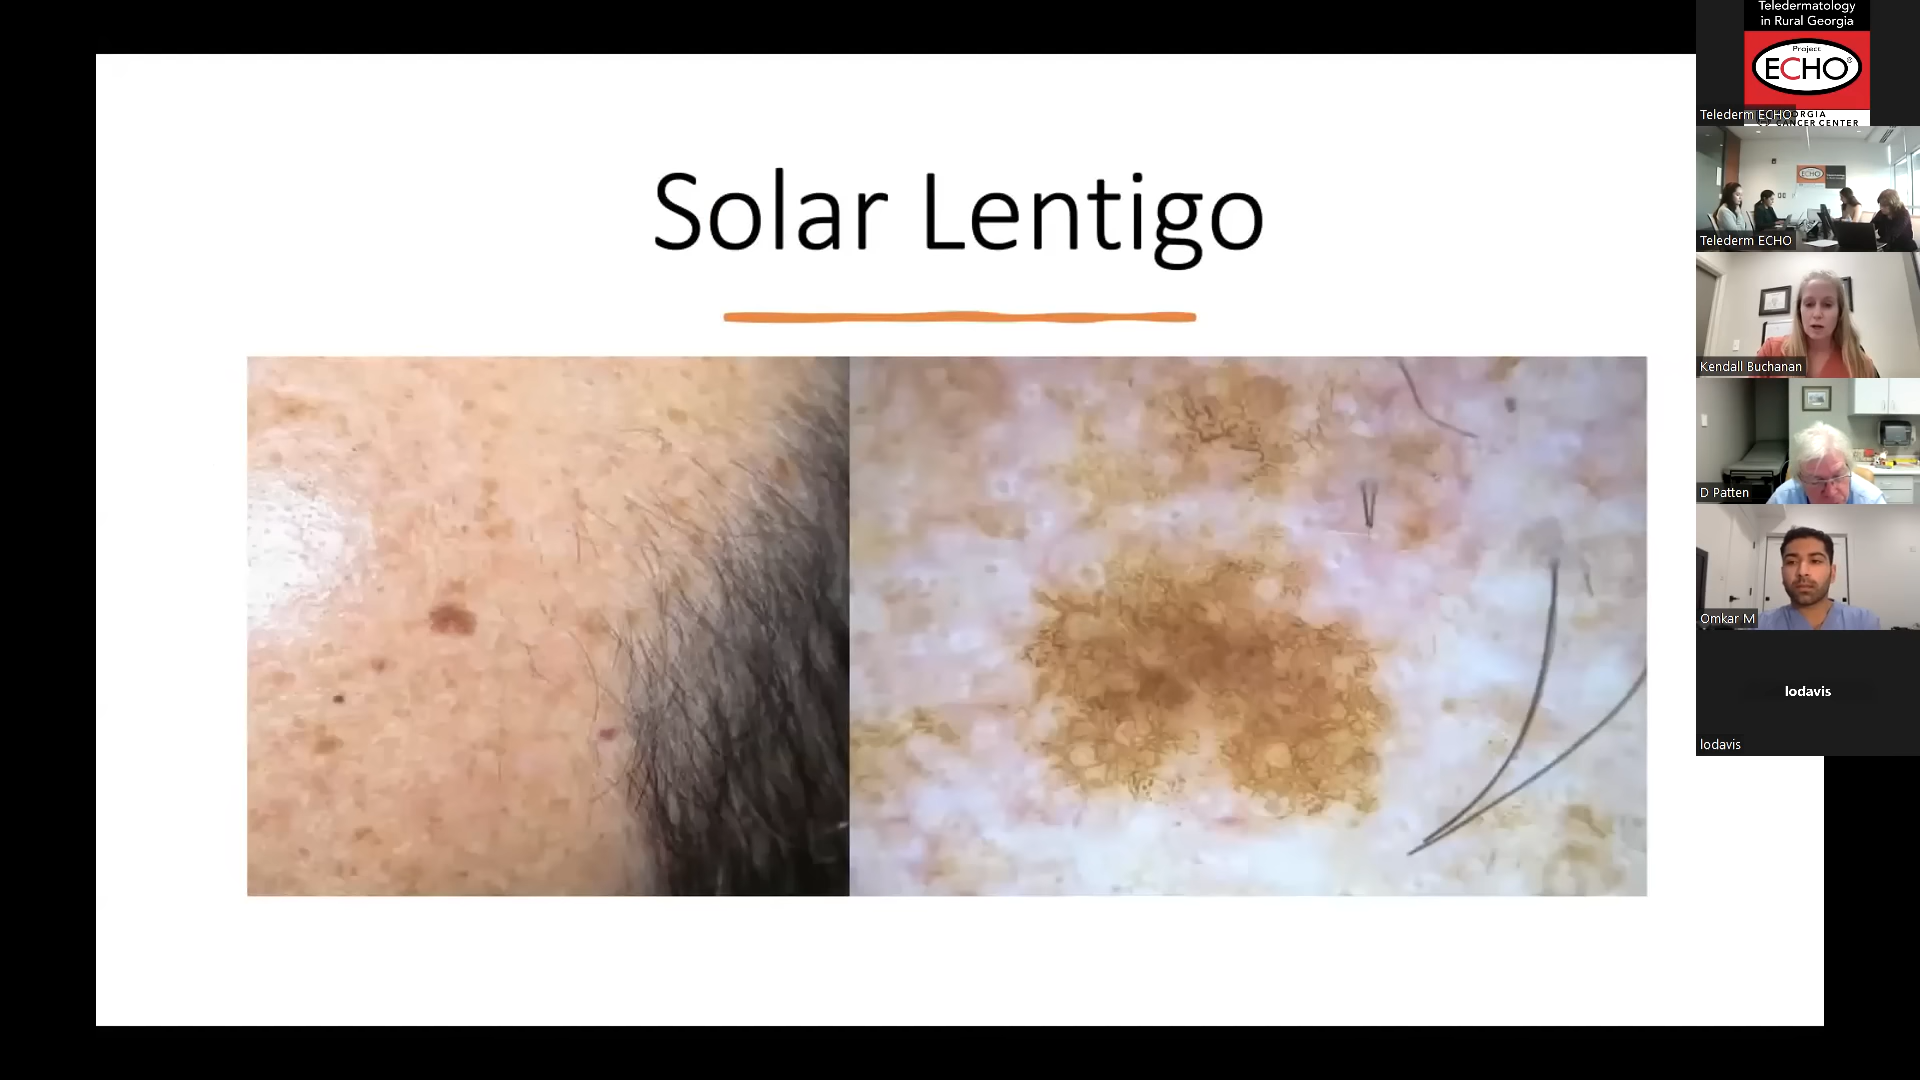 Solar Lentigo
Teledermatology
in Rural Georgia
Project
ECHO®
CANCER CENTER
Telederm ECHO
ECHO
Telederm ECHO
Kendall Buchanan
D Patten
Omkar M
lodavis
lodavis